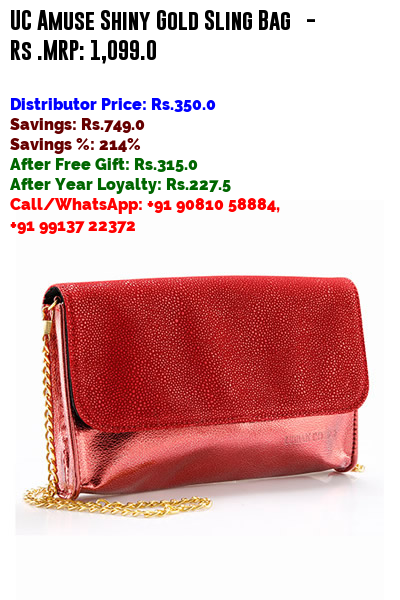 UC Amuse Shiny Gold Sling Bag -
Rs .MRP: 1,099.0
Distributor Price: Rs.350.0
Savings: Rs.749.0
Savings %: 214%
After Free Gift: Rs.315.0
After Year Loyalty: Rs.227.5
Call/WhatsApp: +91 90810 58884,
+91 99137 22372